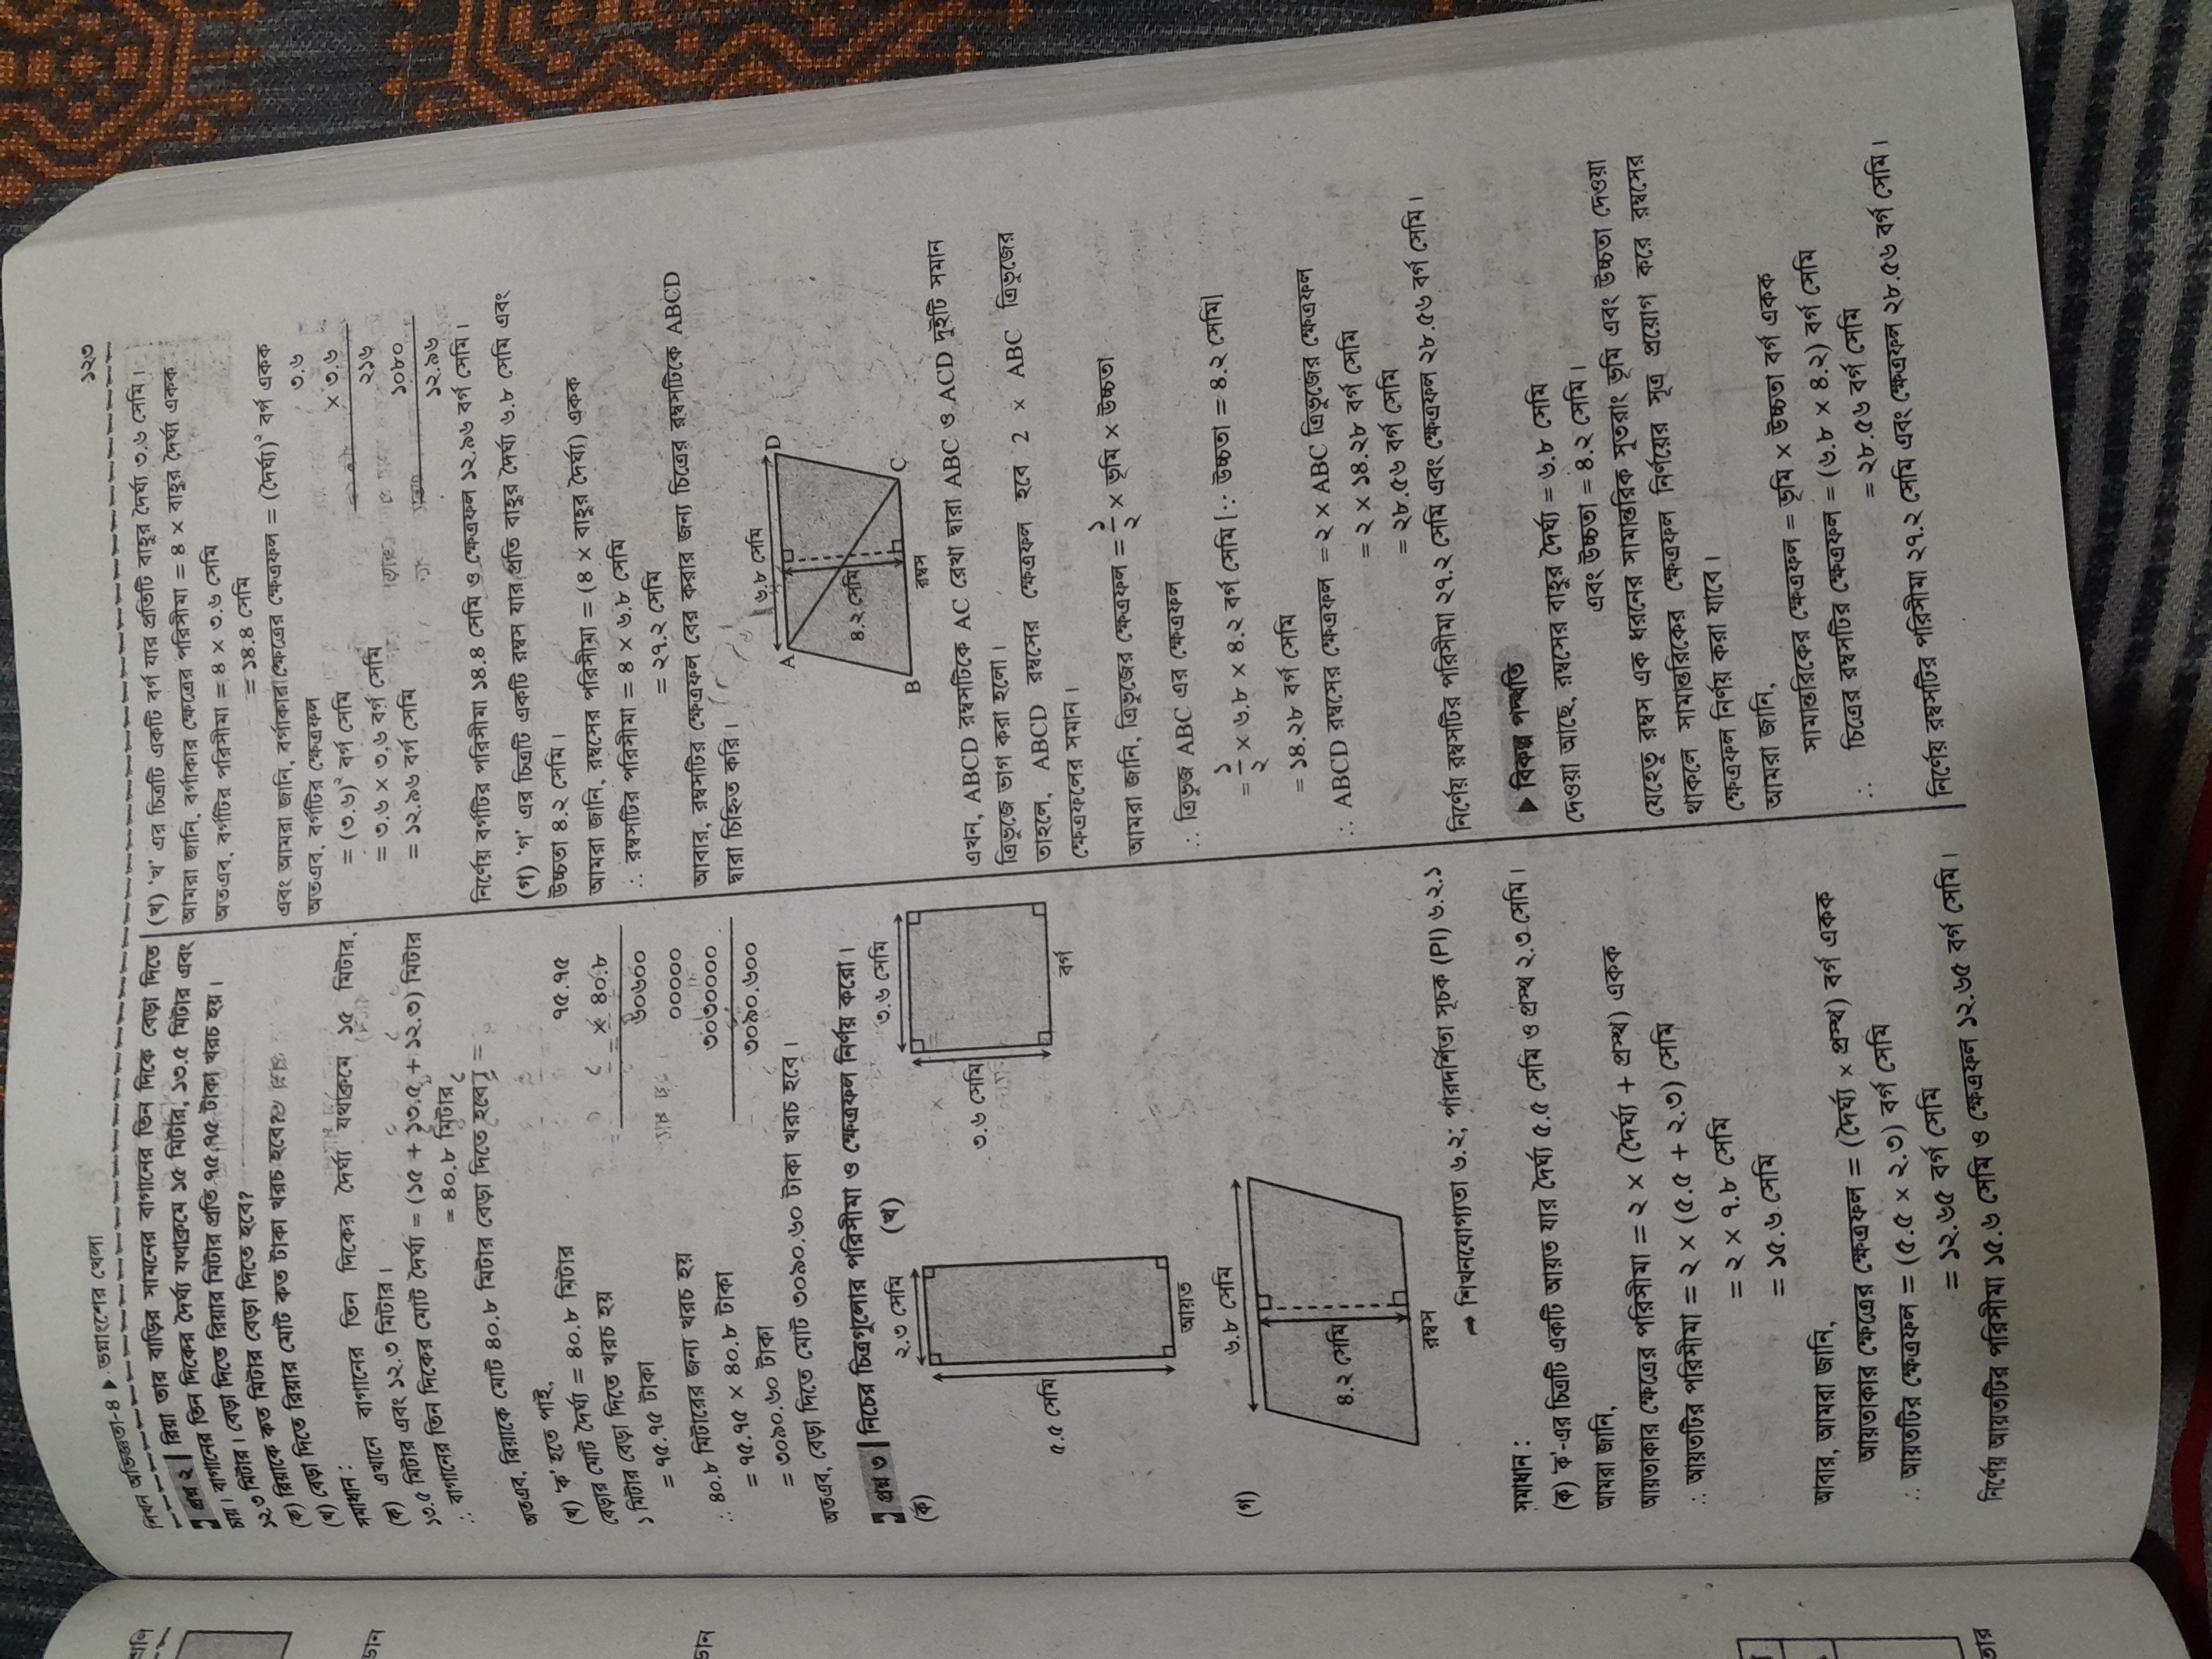 শিখন অভিজ্ঞতা-৪ ▶ ভগ্নাংশের খেলা
১২৩
প্রশ্ন ২ | রিয়া তার বাড়ির সামনের বাগানের তিন দিকে বেড়া দিতে
চায়। বাগানের তিন দিকের দৈর্ঘ্য যথাক্রমে ১৫ মিটার, ১৩.৫ মিটার এবং
১২.৩ মিটার। বেড়া দিতে রিয়ার মিটার প্রতি ৭৫.৭৫ টাকা খরচ হয়।
(ক) রিয়াকে কত মিটার বেড়া দিতে হবে?
(খ) বেড়া দিতে রিয়ার মোট কত টাকা খরচ হবে?
সমাধান :
(ক) এখানে বাগানের তিন দিকের দৈর্ঘ্য যথাক্রমে ১৫ মিটার,
১৩.৫ মিটার এবং ১২.৩ মিটার।
∴ বাগানের তিন দিকের মোট দৈর্ঘ্য = (১৫ + ১৩.৫ + ১২.৩) মিটার
= ৪০.৮ মিটার
অতএব, রিয়াকে মোট ৪০.৮ মিটার বেড়া দিতে হবে।
(খ) ‘ক’ হতে পাই,
বেড়ার মোট দৈর্ঘ্য = ৪০.৮ মিটার
১ মিটার বেড়া দিতে খরচ হয়
= ৭৫.৭৫ টাকা
∴ ৪০.৮ মিটারের জন্য খরচ হয়
= ৭৫.৭৫ × ৪০.৮ টাকা
= ৩০৯০.৬০ টাকা
৭৫.৭৫
× ৪০.৮
৬০৬০০
০০০০০
৩০৩০০০০
৩০৯০.৬০০
অতএব, বেড়া দিতে মোট ৩০৯০.৬০ টাকা খরচ হবে।
প্রশ্ন ৩ | নিচের চিত্রগুলোর পরিসীমা ও ক্ষেত্রফল নির্ণয় করো।
(ক)
২.৩ সেমি
৫.৫ সেমি
আয়ত
(খ)
৩.৬ সেমি
৩.৬ সেমি
বর্গ
(গ)
৬.৮ সেমি
৪.২ সেমি
রম্বস
➞ শিখনযোগ্যতা ৬.২; পারদর্শিতা সূচক (PI) ৬.২.১
সমাধান :
(ক) ‘ক’-এর চিত্রটি একটি আয়ত যার দৈর্ঘ্য ৫.৫ সেমি ও প্রস্থ ২.৩ সেমি।
আমরা জানি,
আয়তাকার ক্ষেত্রের পরিসীমা = ২ × (দৈর্ঘ্য + প্রস্থ) একক
∴ আয়তটির পরিসীমা = ২ × (৫.৫ + ২.৩) সেমি
= ২ × ৭.৮ সেমি
= ১৫.৬ সেমি
আবার, আমরা জানি,
আয়তাকার ক্ষেত্রের ক্ষেত্রফল = (দৈর্ঘ্য × প্রস্থ) বর্গ একক
∴ আয়তটির ক্ষেত্রফল = (৫.৫ × ২.৩) বর্গ সেমি
= ১২.৬৫ বর্গ সেমি
নির্ণেয় আয়তটির পরিসীমা ১৫.৬ সেমি ও ক্ষেত্রফল ১২.৬৫ বর্গ সেমি।
(খ) ‘খ’ এর চিত্রটি একটি বর্গ যার প্রতিটি বাহুর দৈর্ঘ্য ৩.৬ সেমি।
আমরা জানি, বর্গাকার ক্ষেত্রের পরিসীমা = ৪ × বাহুর দৈর্ঘ্য একক
অতএব, বর্গটির পরিসীমা = ৪ × ৩.৬ সেমি
= ১৪.৪ সেমি
এবং আমরা জানি, বর্গাকার ক্ষেত্রের ক্ষেত্রফল = (দৈর্ঘ্য)² বর্গ একক
অতএব, বর্গটির ক্ষেত্রফল
= (৩.৬)² বর্গ সেমি
= ৩.৬ × ৩.৬ বর্গ সেমি
= ১২.৯৬ বর্গ সেমি
৩.৬
× ৩.৬
২১৬
১০৮০
১২.৯৬
নির্ণেয় বর্গটির পরিসীমা ১৪.৪ সেমি ও ক্ষেত্রফল ১২.৯৬ বর্গ সেমি।
(গ) ‘গ’ এর চিত্রটি একটি রম্বস যার প্রতি বাহুর দৈর্ঘ্য ৬.৮ সেমি এবং
উচ্চতা ৪.২ সেমি।
আমরা জানি, রম্বসের পরিসীমা = (৪ × বাহুর দৈর্ঘ্য) একক
∴ রম্বসটির পরিসীমা = ৪ × ৬.৮ সেমি
= ২৭.২ সেমি
আবার, রম্বসটির ক্ষেত্রফল বের করার জন্য চিত্রের রম্বসটিকে ABCD
দ্বারা চিহ্নিত করি।
৬.৮ সেমি
A
D
৪.২ সেমি
B
C
রম্বস
এখন, ABCD রম্বসটিকে AC রেখা দ্বারা ABC ও ACD দুইটি সমান
ত্রিভুজে ভাগ করা হলো।
তাহলে, ABCD রম্বসের ক্ষেত্রফল হবে 2 × ABC ত্রিভুজের
ক্ষেত্রফলের সমান।
আমরা জানি, ত্রিভুজের ক্ষেত্রফল = ১/২ × ভূমি × উচ্চতা
∴ ত্রিভুজ ABC এর ক্ষেত্রফল
= ১/২ × ৬.৮ × ৪.২ বর্গ সেমি [∵ উচ্চতা = ৪.২ সেমি]
= ১৪.২৮ বর্গ সেমি
∴ ABCD রম্বসের ক্ষেত্রফল = ২ × ABC ত্রিভুজের ক্ষেত্রফল
= ২ × ১৪.২৮ বর্গ সেমি
= ২৮.৫৬ বর্গ সেমি
নির্ণেয় রম্বসটির পরিসীমা ২৭.২ সেমি এবং ক্ষেত্রফল ২৮.৫৬ বর্গ সেমি।
▶ বিকল্প পদ্ধতি
দেওয়া আছে, রম্বসের বাহুর দৈর্ঘ্য = ৬.৮ সেমি
এবং উচ্চতা = ৪.২ সেমি।
যেহেতু রম্বস এক ধরনের সামান্তরিক সুতরাং ভূমি এবং উচ্চতা দেওয়া
থাকলে সামান্তরিকের ক্ষেত্রফল নির্ণয়ের সূত্র প্রয়োগ করে রম্বসের
ক্ষেত্রফল নির্ণয় করা যাবে।
আমরা জানি,
সামান্তরিকের ক্ষেত্রফল = ভূমি × উচ্চতা বর্গ একক
∴ চিত্রের রম্বসটির ক্ষেত্রফল = (৬.৮ × ৪.২) বর্গ সেমি
= ২৮.৫৬ বর্গ সেমি
নির্ণেয় রম্বসটির পরিসীমা ২৭.২ সেমি এবং ক্ষেত্রফল ২৮.৫৬ বর্গ সেমি।